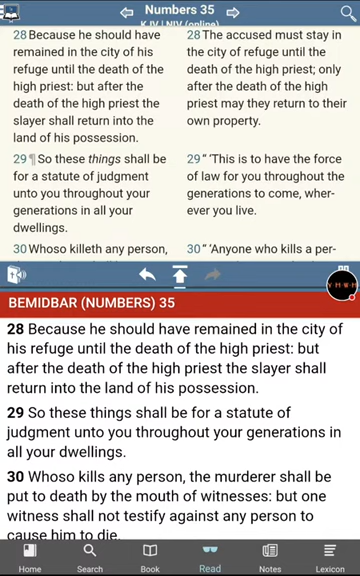 Numbers 35
KJV | NIV (online)
28 Because he should have
remained in the city of his
refuge until the death of the
high priest: but after the
death of the high priest the
slayer shall return into the
land of his possession.
29 ¶ So these things shall be
for a statute of judgment
unto you throughout your
generations in all your
dwellings.
30 Whoso killeth any person,
28 The accused must stay in
the city of refuge until the
death of the high priest; only
after the death of the high
priest may they return to their
own property.
29 “ ‘This is to have the force
of law for you throughout the
generations to come, wher-
ever you live.
30 “ ‘Anyone who kills a per-
BEMIDBAR (NUMBERS) 35
28 Because he should have remained in the city of
his refuge until the death of the high priest: but
after the death of the high priest the slayer shall
return into the land of his possession.
29 So these things shall be for a statute of
judgment unto you throughout your generations in
all your dwellings.
30 Whoso kills any person, the murderer shall be
put to death by the mouth of witnesses: but one
witness shall not testify against any person to
cause him to die.
Home
Search
Book
Read
Notes
Lexicon